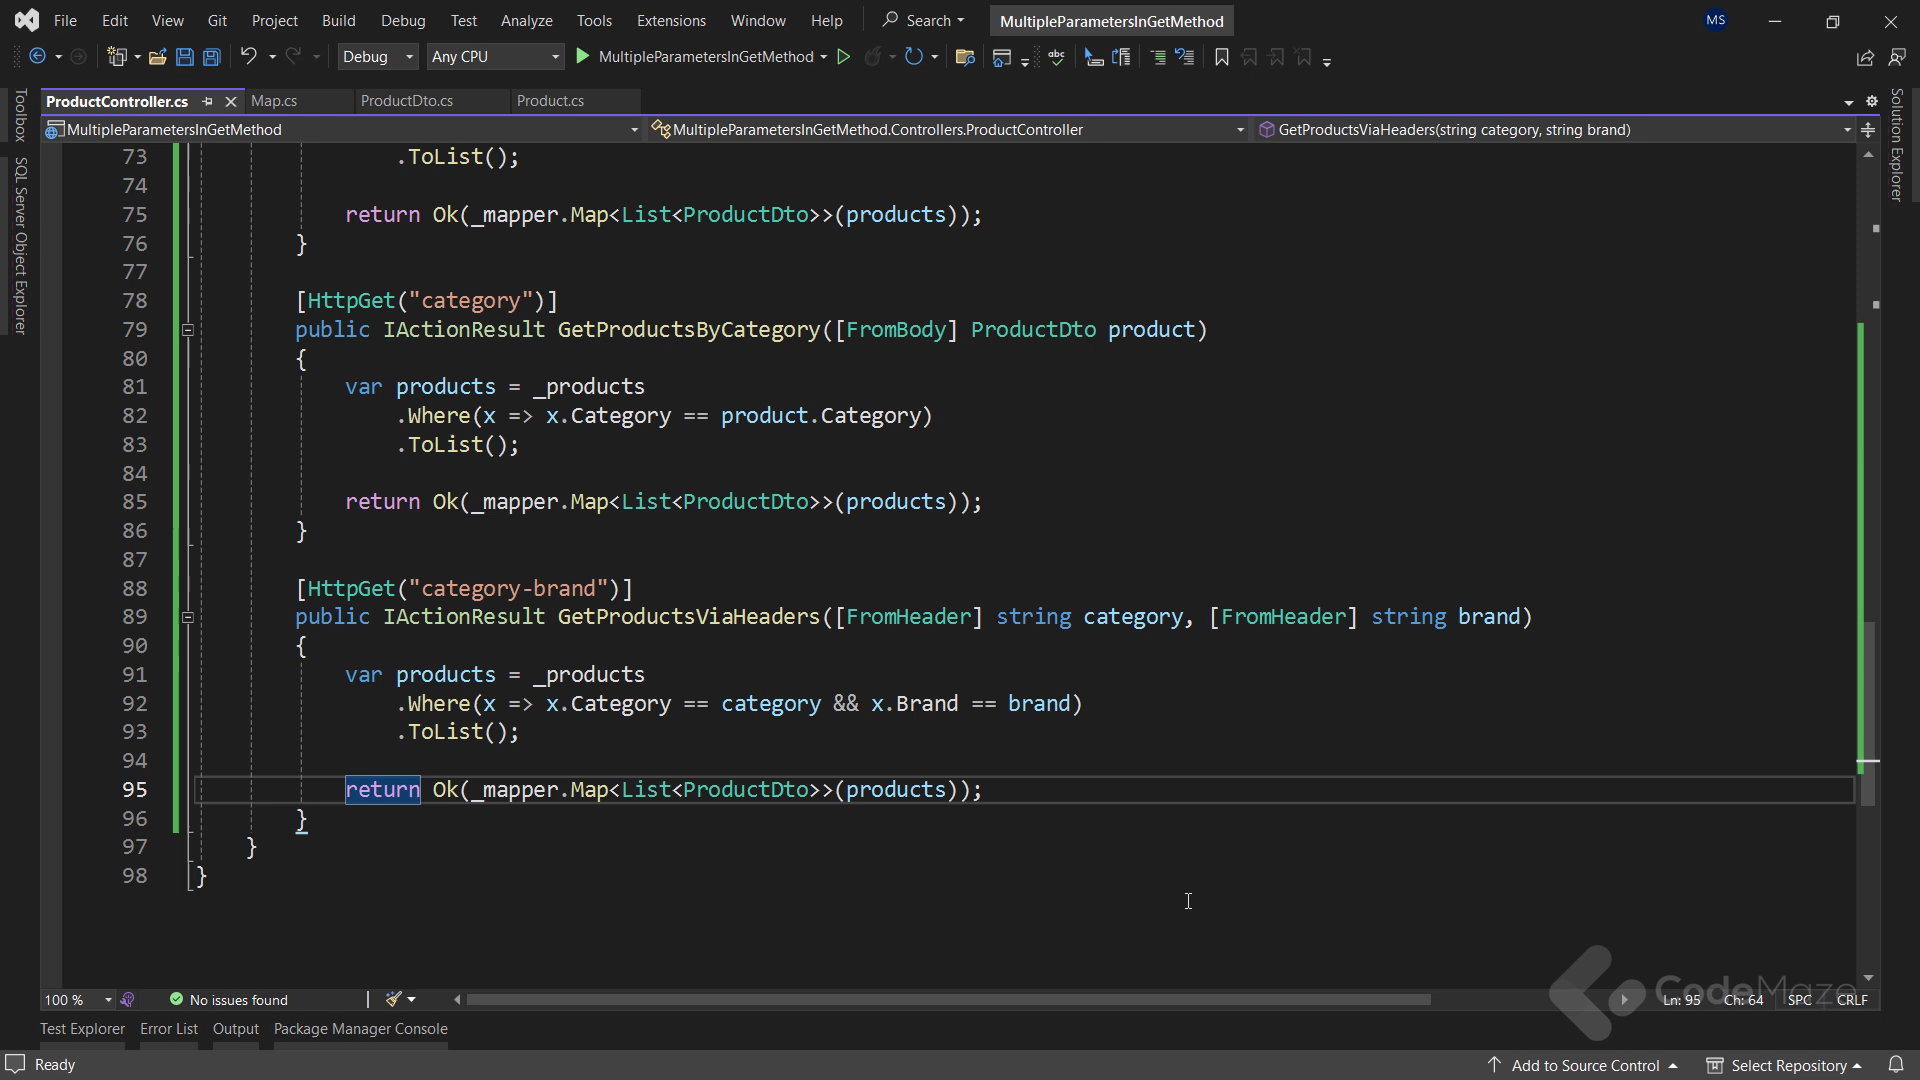 File Edit View Git Project Build Debug Test Analyze Tools Extensions Window Help Search MultipleParametersInGetMethod MS
Debug Any CPU MultipleParametersInGetMethod
ProductController.cs Map.cs ProductDto.cs Product.cs
MultipleParametersInGetMethod MultipleParametersInGetMethod.Controllers.ProductController GetProductsViaHeaders(string category, string brand)
Toolbox
SQL Server Object Explorer
Solution Explorer
73 .ToList();
74
75 return Ok(_mapper.Map<List<ProductDto>>(products));
76 }
77
78 [HttpGet("category")]
79 public IActionResult GetProductsByCategory([FromBody] ProductDto product)
80 {
81 var products = _products
82 .Where(x => x.Category == product.Category)
83 .ToList();
84
85 return Ok(_mapper.Map<List<ProductDto>>(products));
86 }
87
88 [HttpGet("category-brand")]
89 public IActionResult GetProductsViaHeaders([FromHeader] string category, [FromHeader] string brand)
90 {
91 var products = _products
92 .Where(x => x.Category == category && x.Brand == brand)
93 .ToList();
94
95 return Ok(_mapper.Map<List<ProductDto>>(products));
96 }
97 }
98 }
CodeMaze
100 % No issues found Ln: 95 Ch: 64 SPC CRLF
Test Explorer Error List Output Package Manager Console
Ready Add to Source Control Select Repository